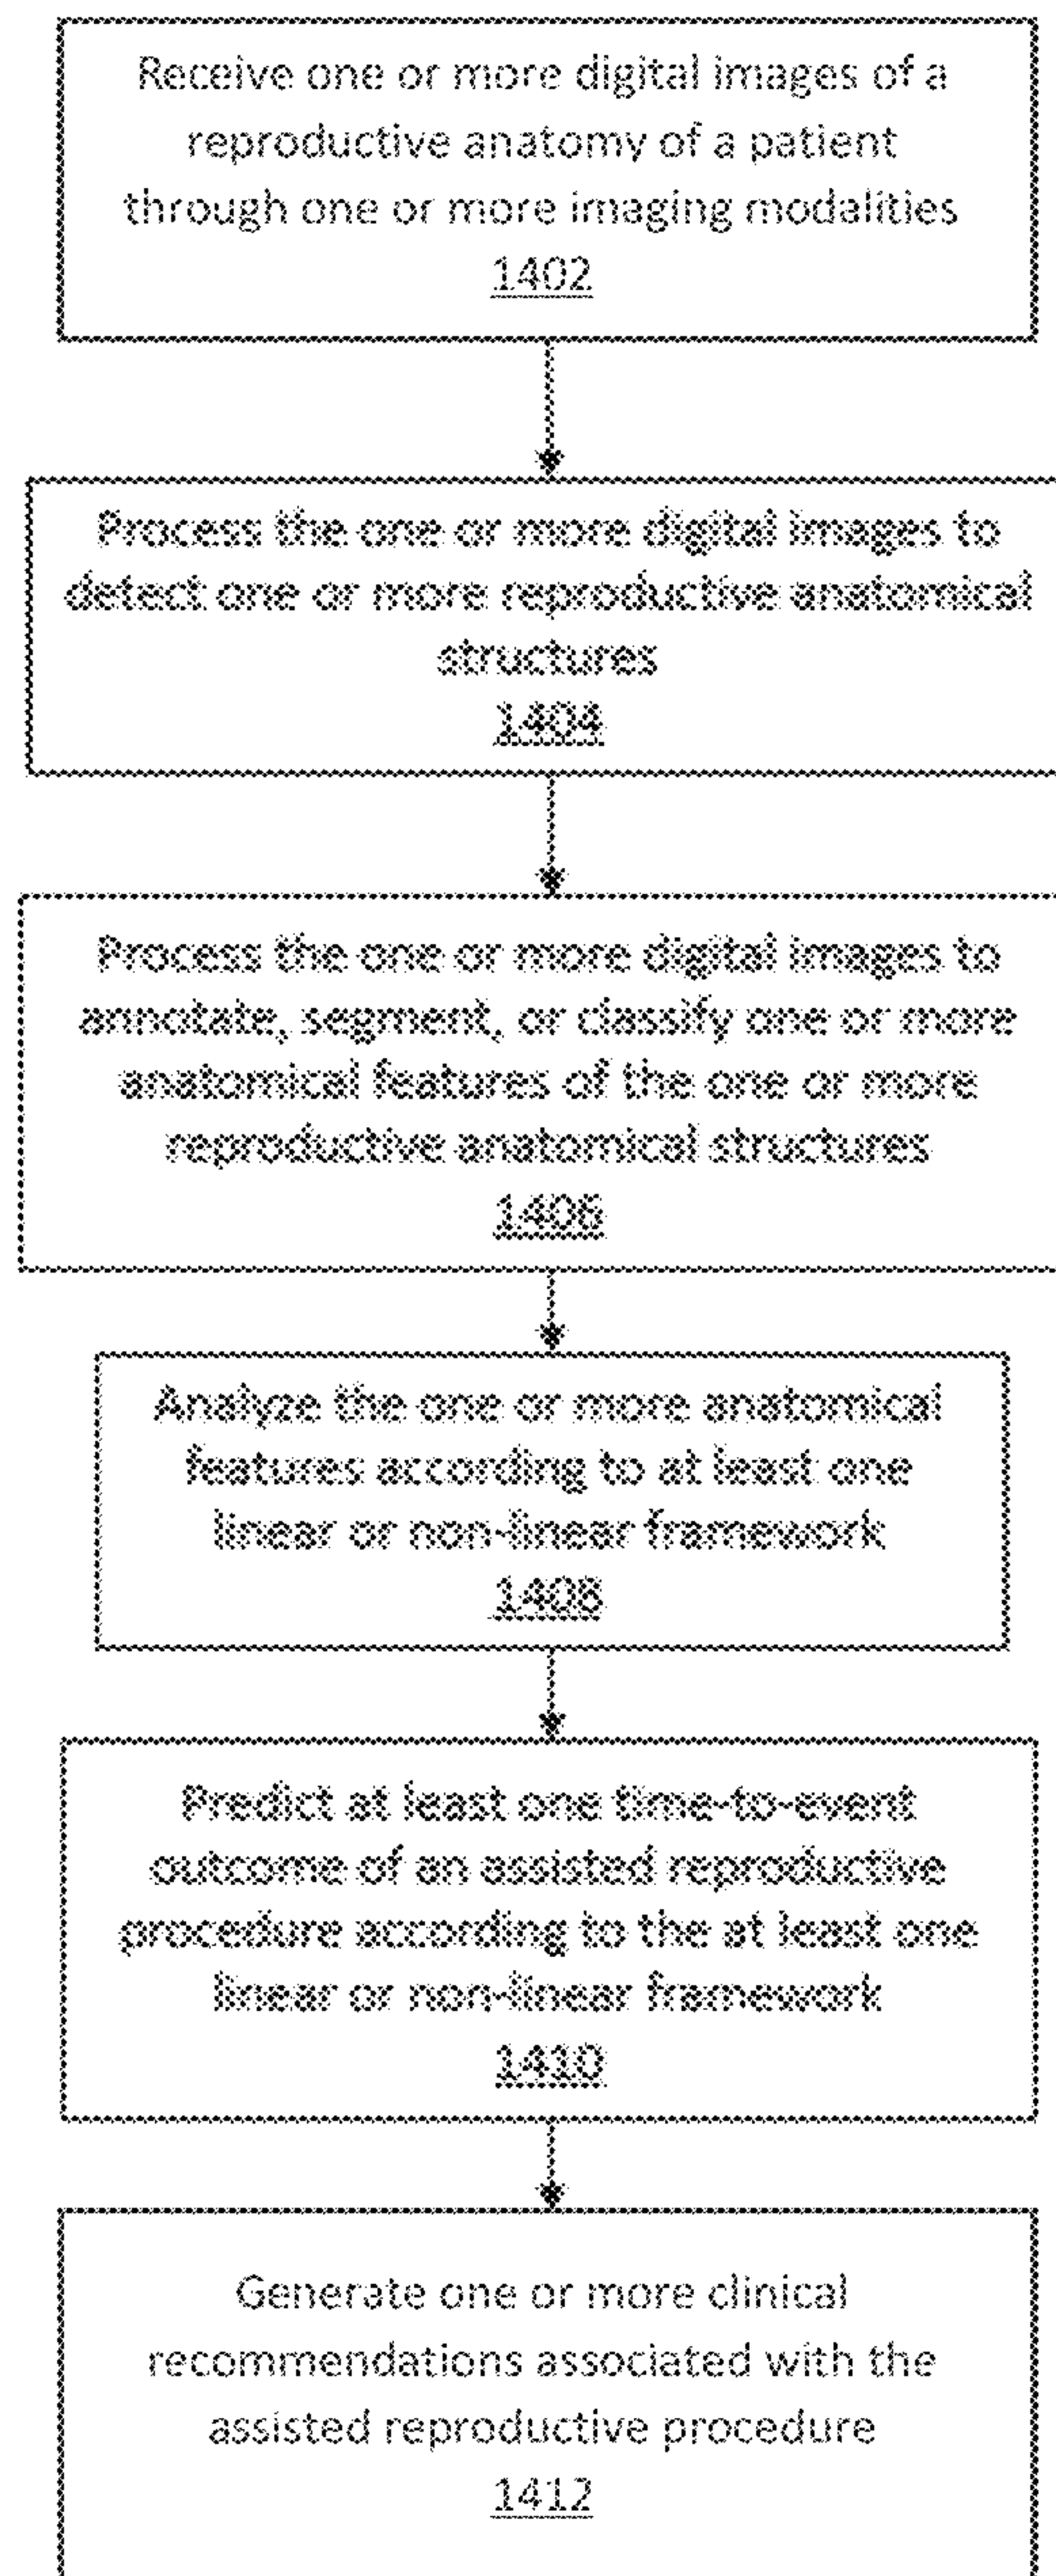 Receive one or more digital images of a
reproductive anatomy of a patient
through one or more imaging modalities
1402
Process the one or more digital images to
detect one or more reproductive anatomical
structures
1404
Process the one or more digital images to
annotate, segment, or classify one or more
anatomical features of the one or more
reproductive anatomical structures
1406
Analyze the one or more anatomical
features according to at least one
linear or non-linear framework
1408
Predict at least one time-to-event
outcome of an assisted reproductive
procedure according to the at least one
linear or non-linear framework
1410
Generate one or more clinical
recommendations associated with the
assisted reproductive procedure
1412